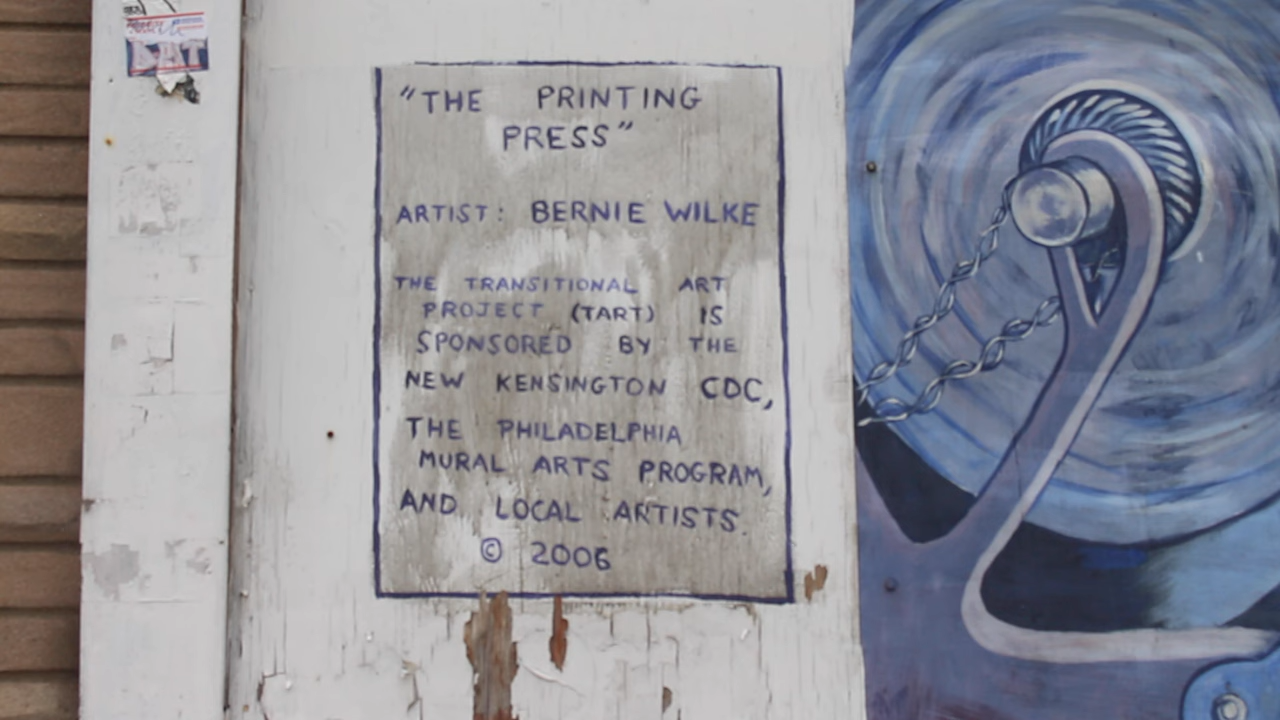 "THE PRINTING
PRESS"
ARTIST: BERNIE WILKE
THE TRANSITIONAL ART
PROJECT (TART) IS
SPONSORED BY THE
NEW KENSINGTON CDC,
THE PHILADELPHIA
MURAL ARTS PROGRAM,
AND LOCAL ARTISTS.
© 2006